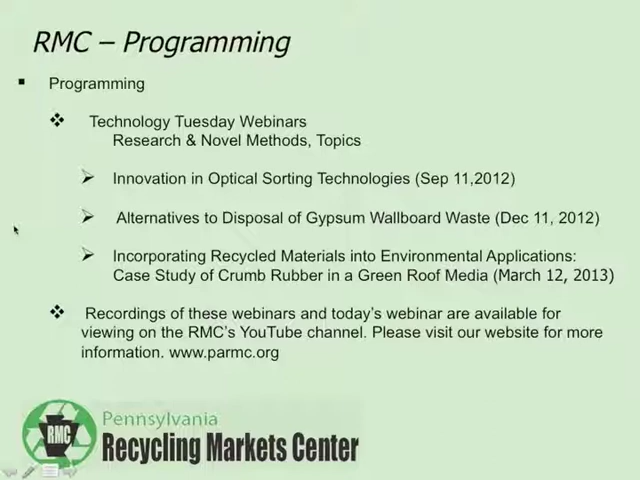 RMC – Programming
Programming
Technology Tuesday Webinars
Research & Novel Methods, Topics
Innovation in Optical Sorting Technologies (Sep 11,2012)
Alternatives to Disposal of Gypsum Wallboard Waste (Dec 11, 2012)
Incorporating Recycled Materials into Environmental Applications:
Case Study of Crumb Rubber in a Green Roof Media (March 12, 2013)
Recordings of these webinars and today's webinar are available for
viewing on the RMC's YouTube channel. Please visit our website for more
information. www.parmc.org
RMC
Pennsylvania
Recycling Markets Center